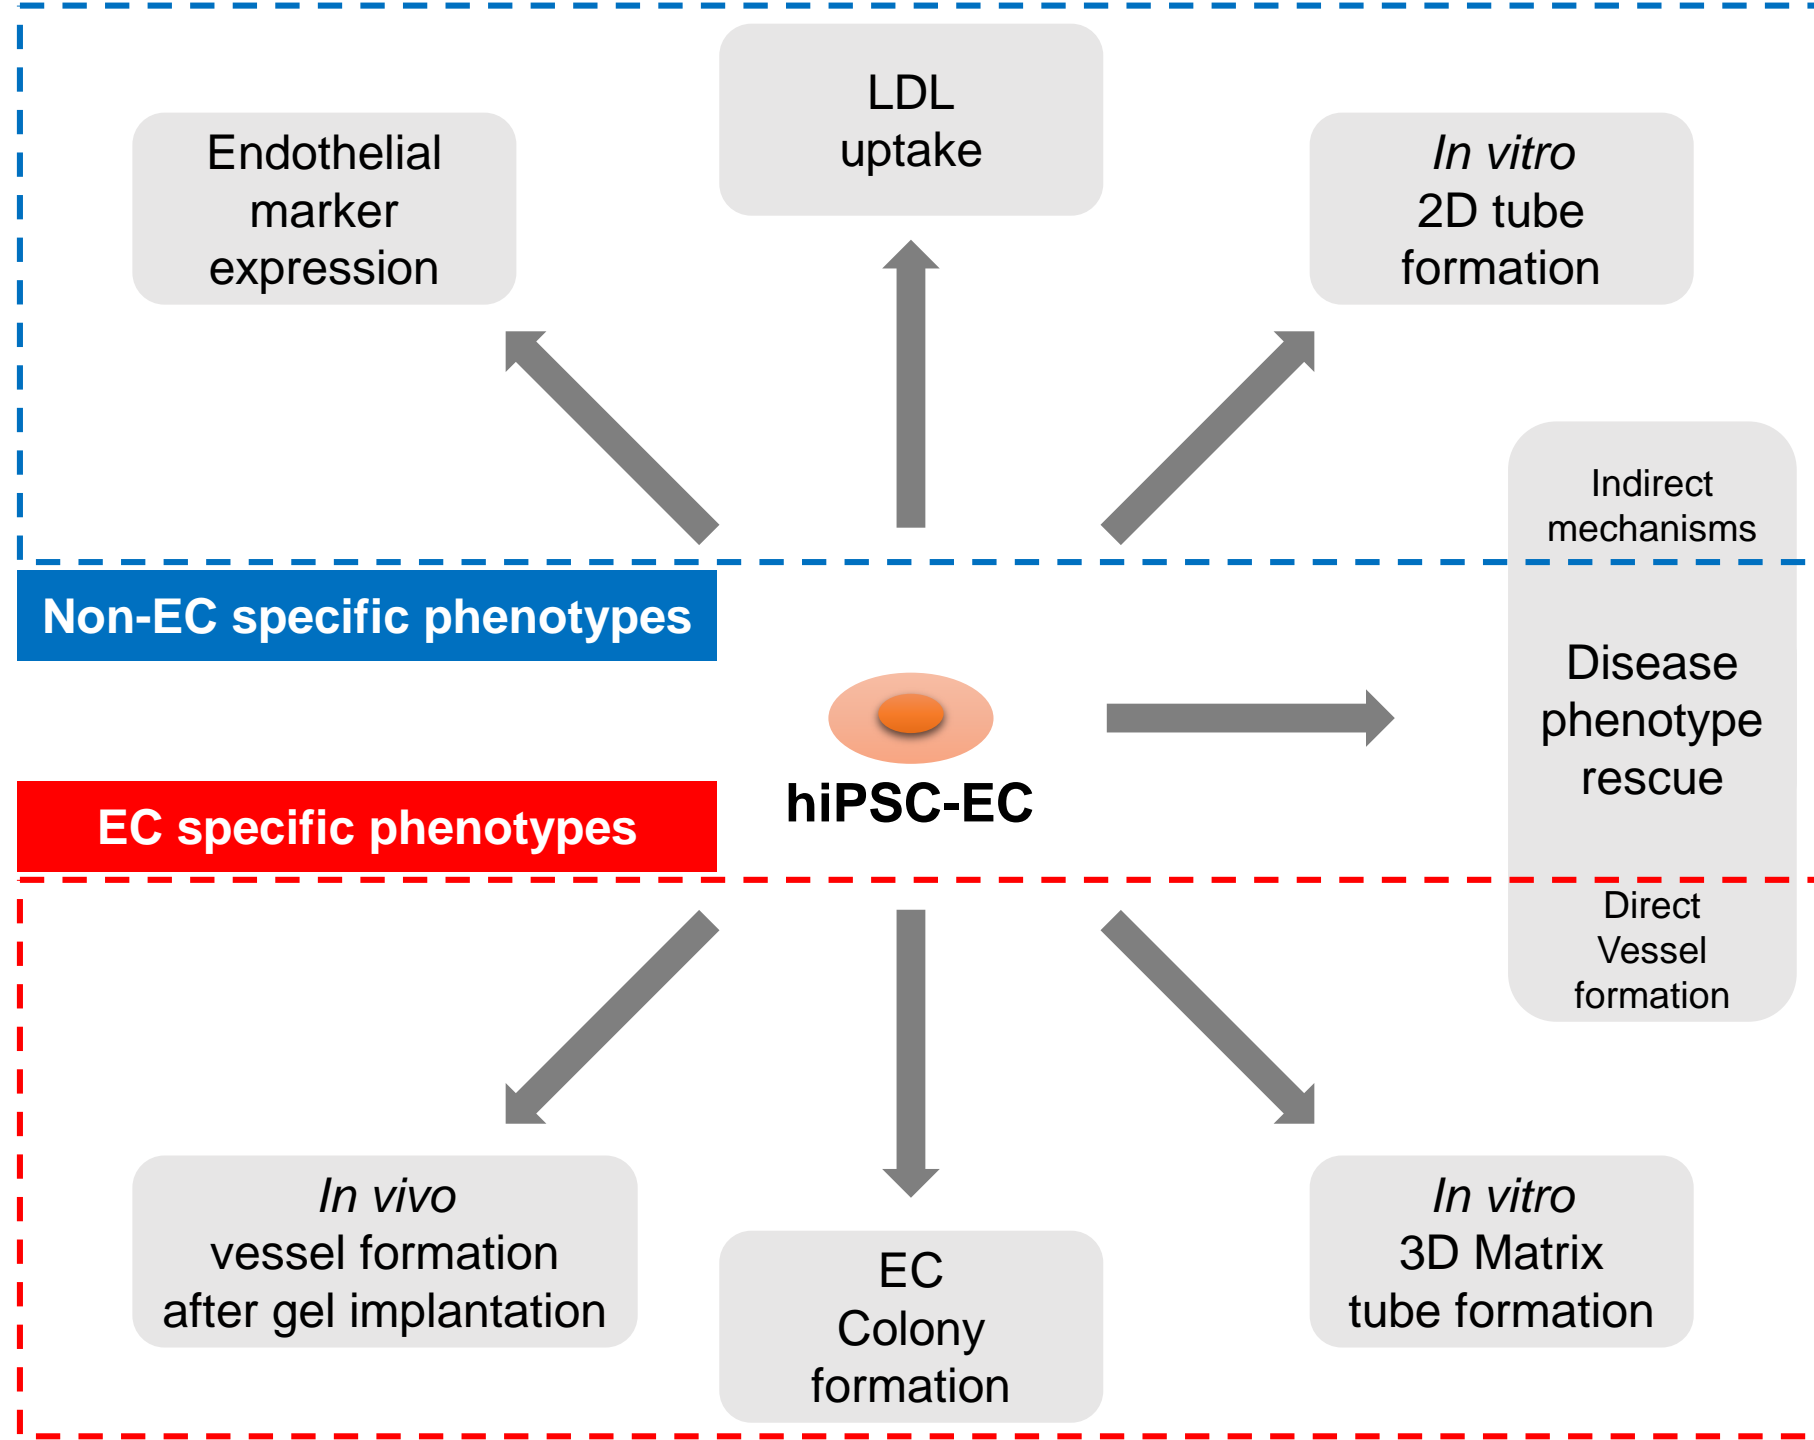 Endothelial
marker
expression
LDL
uptake
In vitro
2D tube
formation
Indirect
mechanisms
Non-EC specific phenotypes
Disease
phenotype
rescue
hiPSC-EC
EC specific phenotypes
Direct
Vessel
formation
In vivo
vessel formation
after gel implantation
EC
Colony
formation
In vitro
3D Matrix
tube formation